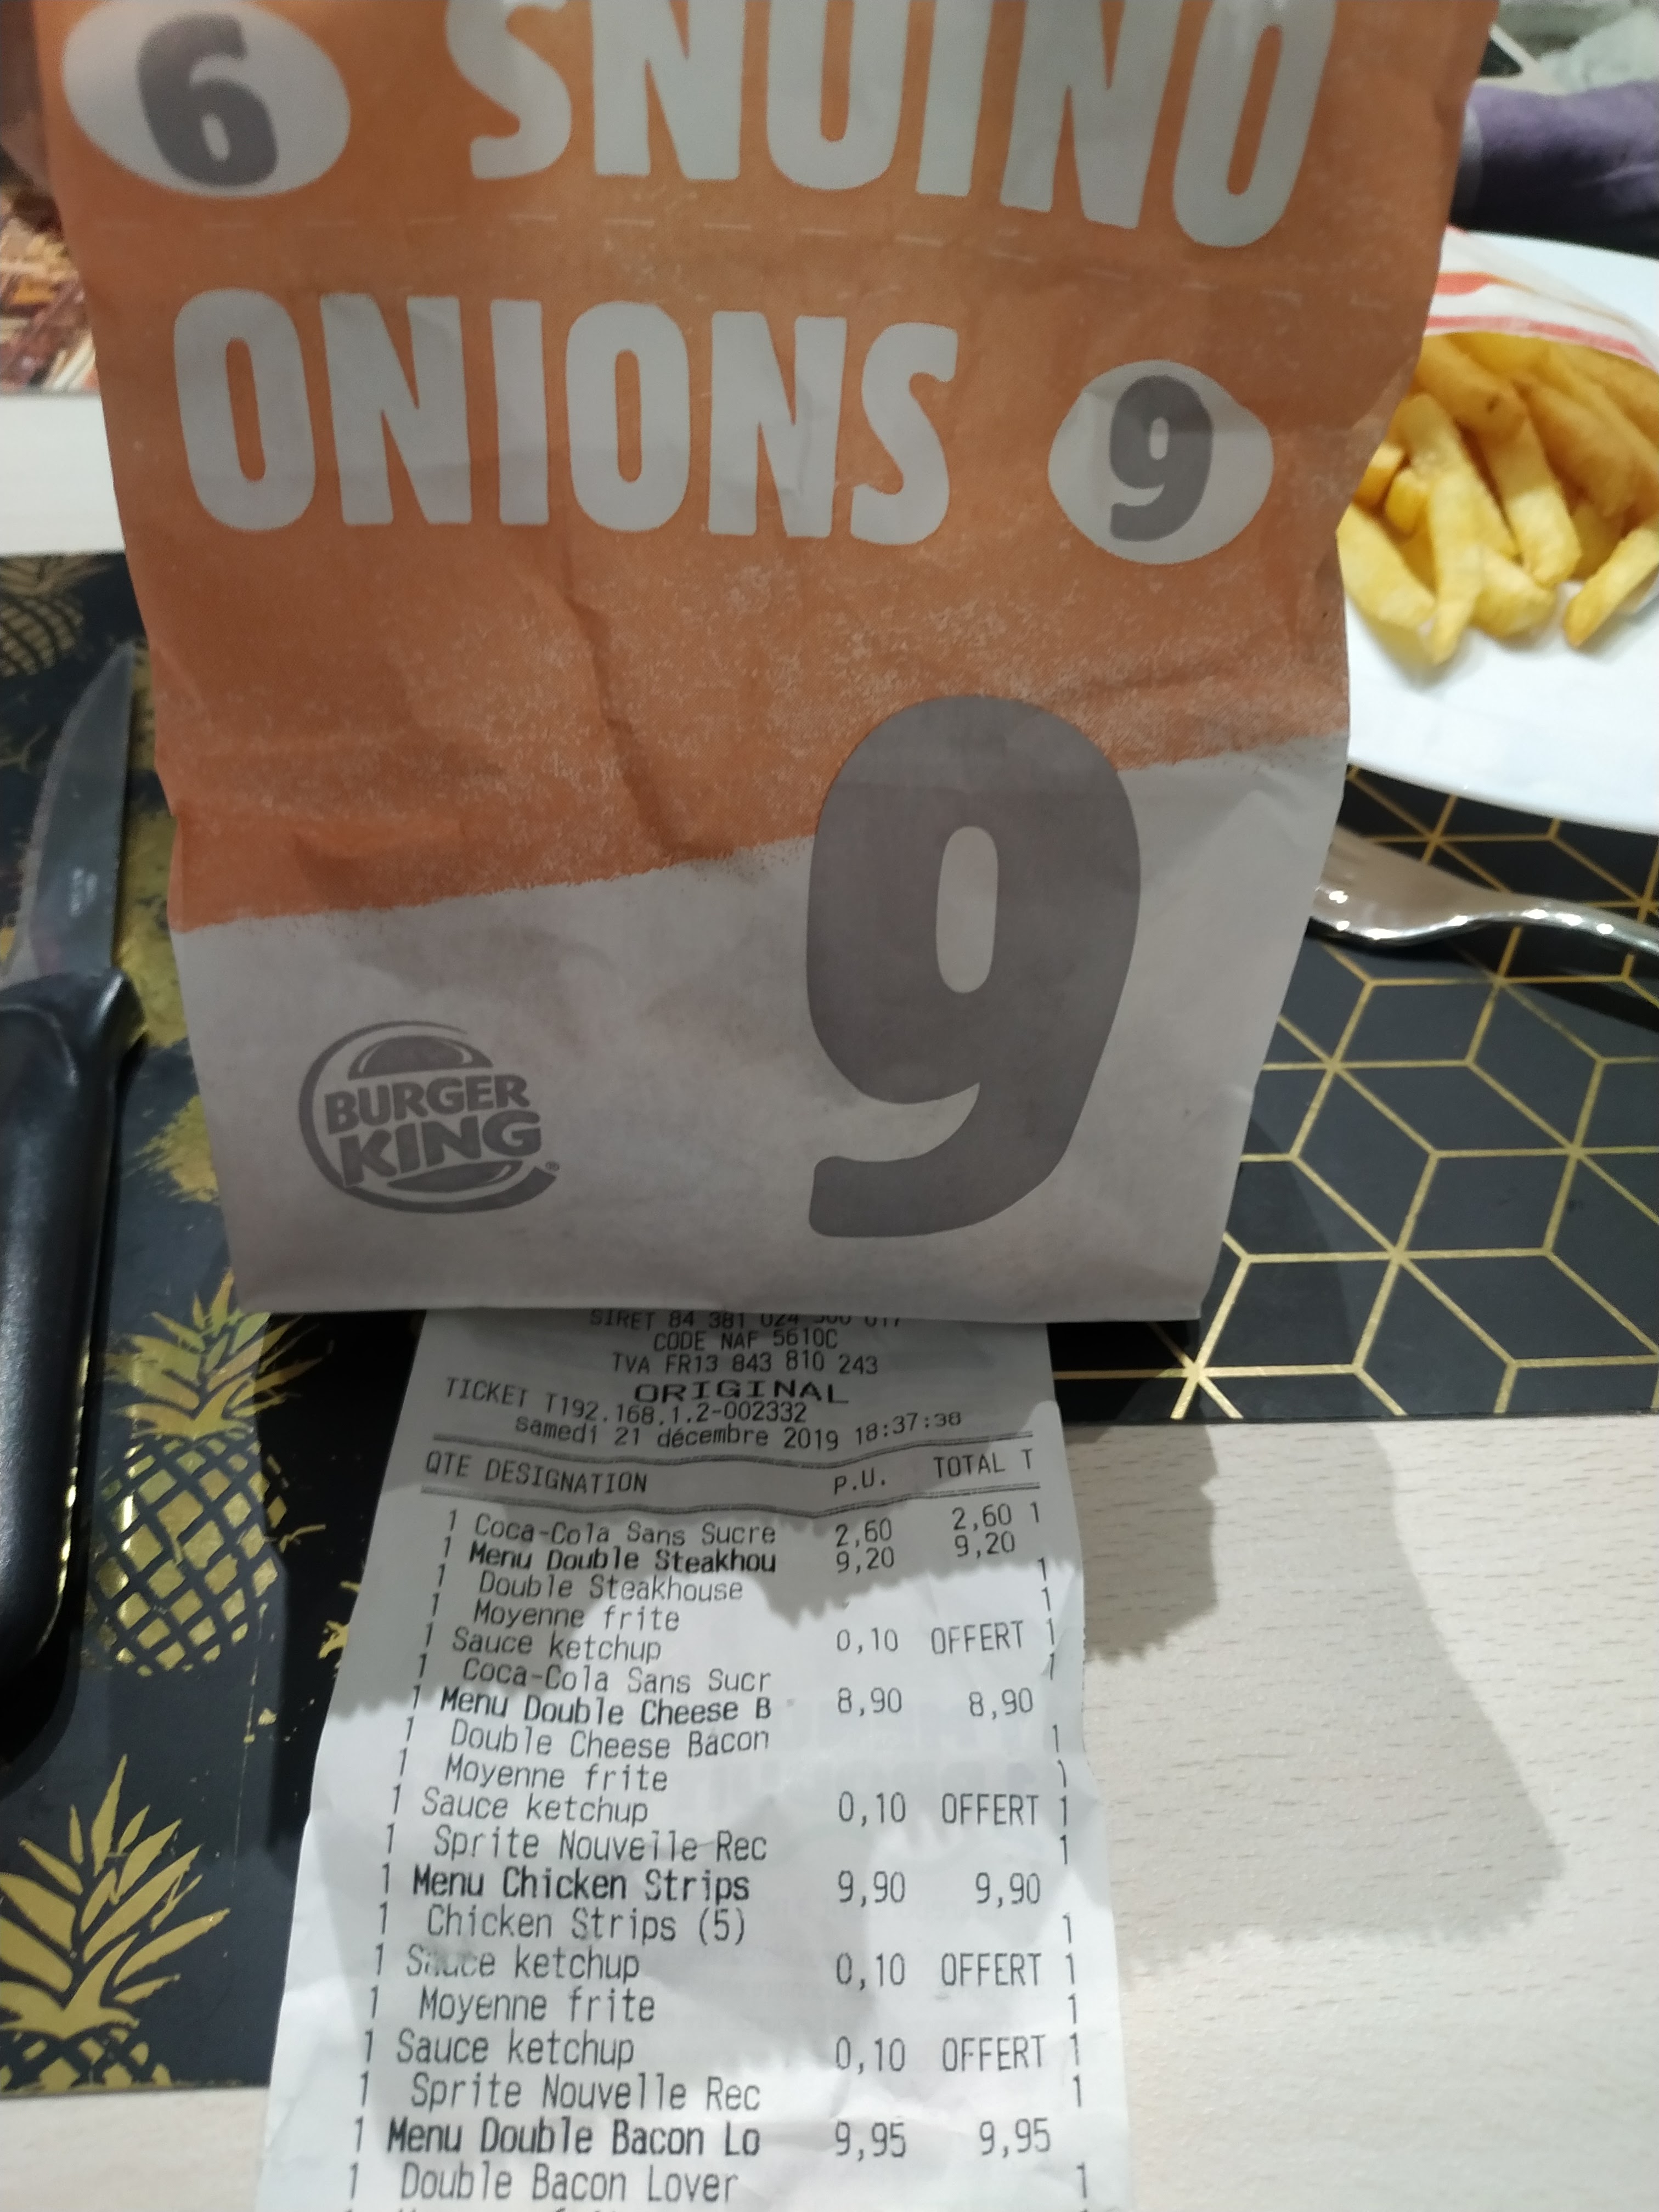 6 SNOINO
ONIONS 9
9
BURGER
KING®
SIRET 84 381 024
CODE NAF 5610C
TVA FR13 843 810 243
ORIGINAL
TICKET T192.168.1.2-002332
samedi 21 décembre 2019 18:37:38
QTE DESIGNATION P.U. TOTAL T
1 Coca-Cola Sans Sucre 2,60 2,60 1
1 Menu Double Steakhou 9,20 9,20
1 Double Steakhouse 1
1 Moyenne frite 1
1 Sauce ketchup 0,10 OFFERT 1
1 Coca-Cola Sans Sucr 1
1 Menu Double Cheese B 8,90 8,90
1 Double Cheese Bacon 1
1 Moyenne frite 1
1 Sauce ketchup 0,10 OFFERT 1
1 Sprite Nouvelle Rec 1
1 Menu Chicken Strips 9,90 9,90
1 Chicken Strips (5) 1
1 Sauce ketchup 0,10 OFFERT 1
1 Moyenne frite 1
1 Sauce ketchup 0,10 OFFERT 1
1 Sprite Nouvelle Rec 1
1 Menu Double Bacon Lo 9,95 9,95
1 Double Bacon Lover 1